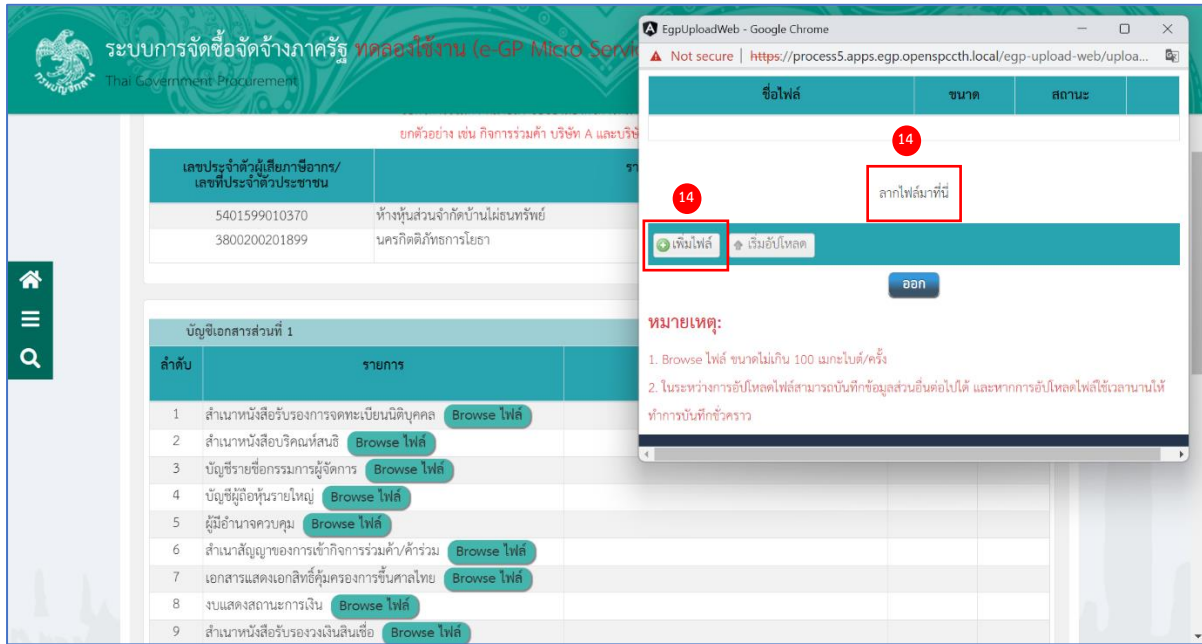 ระบบการจัดซื้อจัดจ้างภาครัฐ ทดลองใช้งาน (e-GP Micro Servi
Thai Government Procurement
ยกตัวอย่าง เช่น กิจการร่วมค้า บริษัท A และบริษั
เลขประจำตัวผู้เสียภาษีอากร/
เลขที่ประจำตัวประชาชน
รา
5401599010370 ห้างหุ้นส่วนจำกัดบ้านไผ่ธนทรัพย์
3800200201899 นครกิตติภัทรการโยธา
บัญชีเอกสารส่วนที่ 1
ลำดับ รายการ
1 สำเนาหนังสือรับรองการจดทะเบียนนิติบุคคล Browse ไฟล์
2 สำเนาหนังสือบริคณห์สนธิ Browse ไฟล์
3 บัญชีรายชื่อกรรมการผู้จัดการ Browse ไฟล์
4 บัญชีผู้ถือหุ้นรายใหญ่ Browse ไฟล์
5 ผู้มีอำนาจควบคุม Browse ไฟล์
6 สำเนาสัญญาของการเข้ากิจการร่วมค้า/ค้าร่วม Browse ไฟล์
7 เอกสารแสดงเอกสิทธิ์คุ้มครองการขึ้นศาลไทย Browse ไฟล์
8 งบแสดงสถานะการเงิน Browse ไฟล์
9 สำเนาหนังสือรับรองวงเงินสินเชื่อ Browse ไฟล์
EgpUploadWeb - Google Chrome
Not secure | https://process5.apps.egp.openspccth.local/egp-upload-web/uploa...
ชื่อไฟล์ ขนาด สถานะ
14
ลากไฟล์มาที่นี่
14
เพิ่มไฟล์ เริ่มอัปโหลด
ออก
หมายเหตุ:
1. Browse ไฟล์ ขนาดไม่เกิน 100 เมกะไบต์/ครั้ง
2. ในระหว่างการอัปโหลดไฟล์สามารถบันทึกข้อมูลส่วนอื่นต่อไปได้ และหากการอัปโหลดไฟล์ใช้เวลานานให้
ทำการบันทึกชั่วคราว